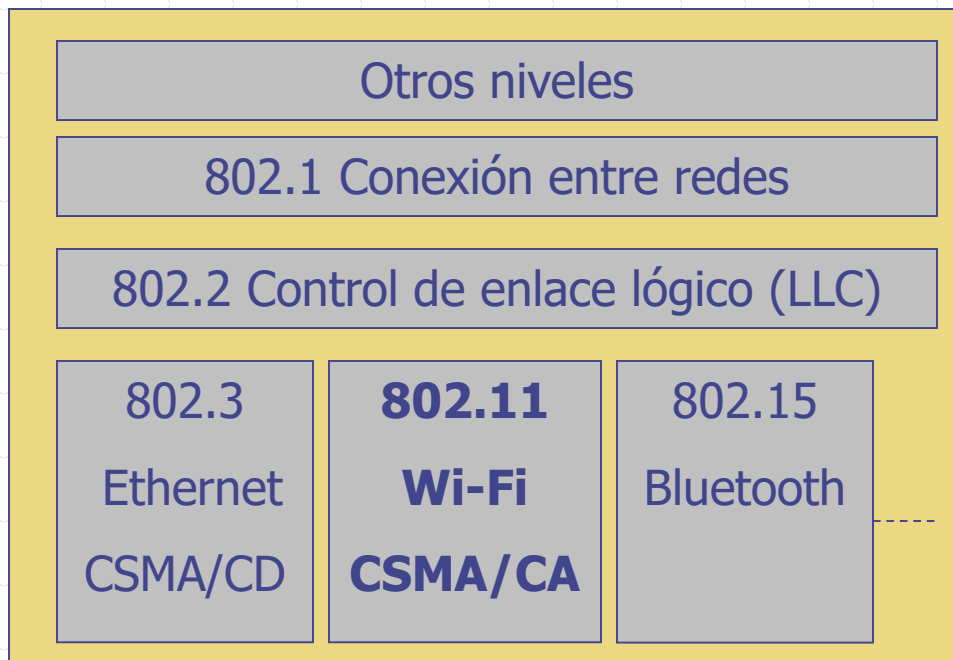 Otros niveles
802.1 Conexión entre redes
802.2 Control de enlace lógico (LLC)
802.3
Ethernet
CSMA/CD
802.11
Wi-Fi
CSMA/CA
802.15
Bluetooth